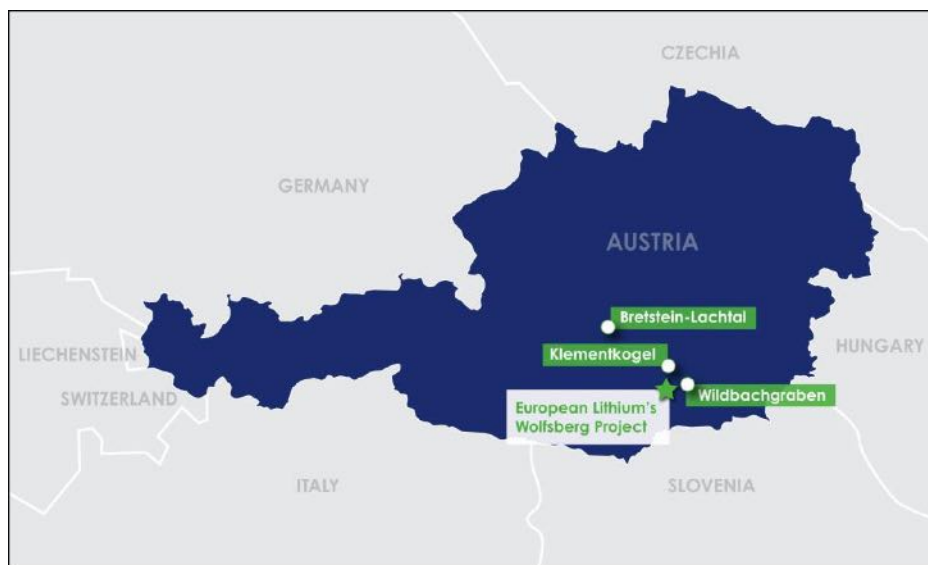 CZECHIA
GERMANY
AUSTRIA
Bretstein-Lachtal
HUNGARY
LIECHENSTEIN
Klementkogel
SWITZERLAND
Wildbachgraben
European Lithium's
Wolfsberg Project
ITALY
SLOVENIA